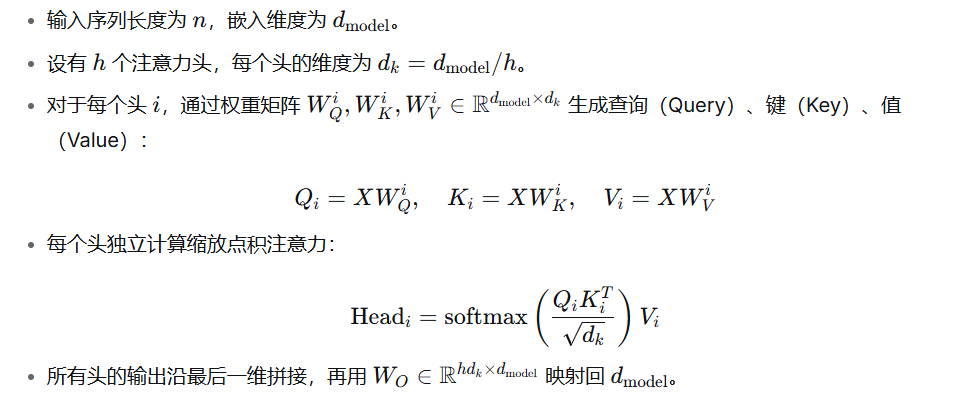 • 输入序列长度为 n，嵌入维度为 d_model。
• 设有 h 个注意力头，每个头的维度为 d_k = d_model/h。
• 对于每个头 i，通过权重矩阵 W_Q^i, W_K^i, W_V^i ∈ ℝ^{d_model×d_k} 生成查询（Query）、键（Key）、值
（Value）：
Q_i = XW_Q^i, K_i = XW_K^i, V_i = XW_V^i
• 每个头独立计算缩放点积注意力：
Head_i = softmax(Q_i K_i^T / √d_k) V_i
• 所有头的输出沿最后一维拼接，再用 W_O ∈ ℝ^{hd_k×d_model} 映射回 d_model。